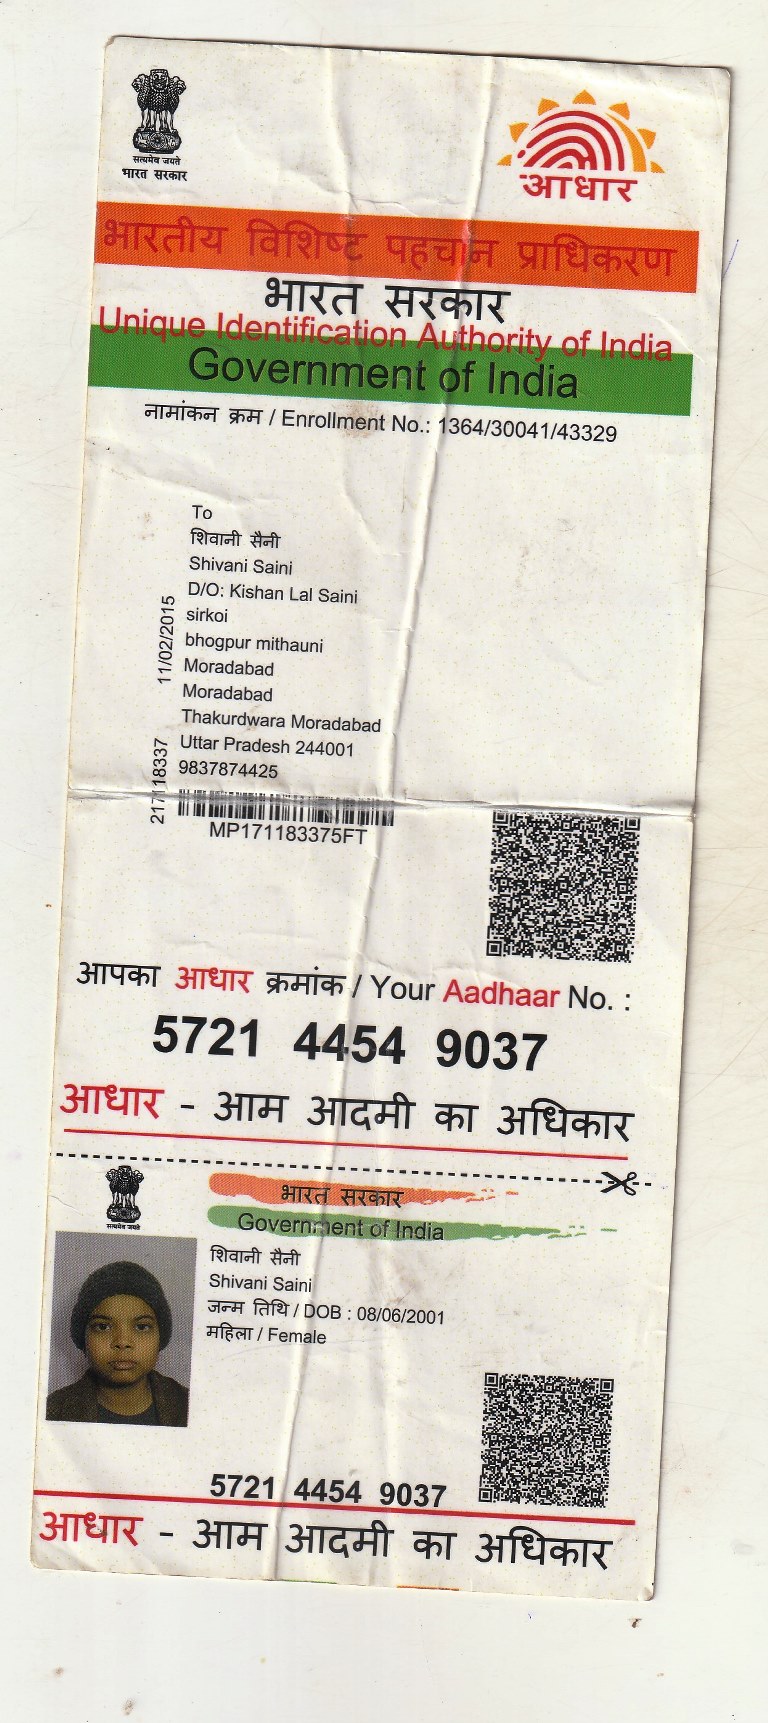 सत्यमेव जयते
भारत सरकार
आधार
भारतीय विशिष्ट पहचान प्राधिकरण
भारत सरकार
Unique Identification Authority of India
Government of India
नामांकन क्रम / Enrollment No.: 1364/30041/43329
To
शिवानी सैनी
Shivani Saini
D/O: Kishan Lal Saini
sirkoi
bhogpur mithauni
Moradabad
Moradabad
Thakurdwara Moradabad
Uttar Pradesh 244001
9837874425
11/02/2015
217118337
MP171183375FT
आपका आधार क्रमांक / Your Aadhaar No. :
5721 4454 9037
आधार - आम आदमी का अधिकार
सत्यमेव जयते
भारत सरकार
Government of India
शिवानी सैनी
Shivani Saini
जन्म तिथि / DOB : 08/06/2001
महिला / Female
5721 4454 9037
आधार - आम आदमी का अधिकार